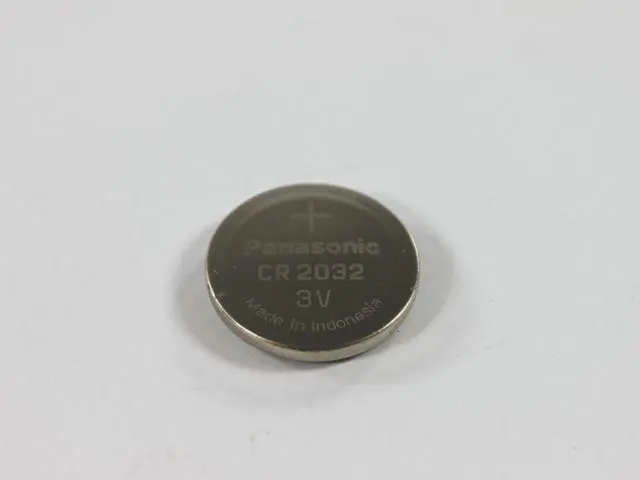 +
Panasonic
CR 2032
3V
Made in Indonesia